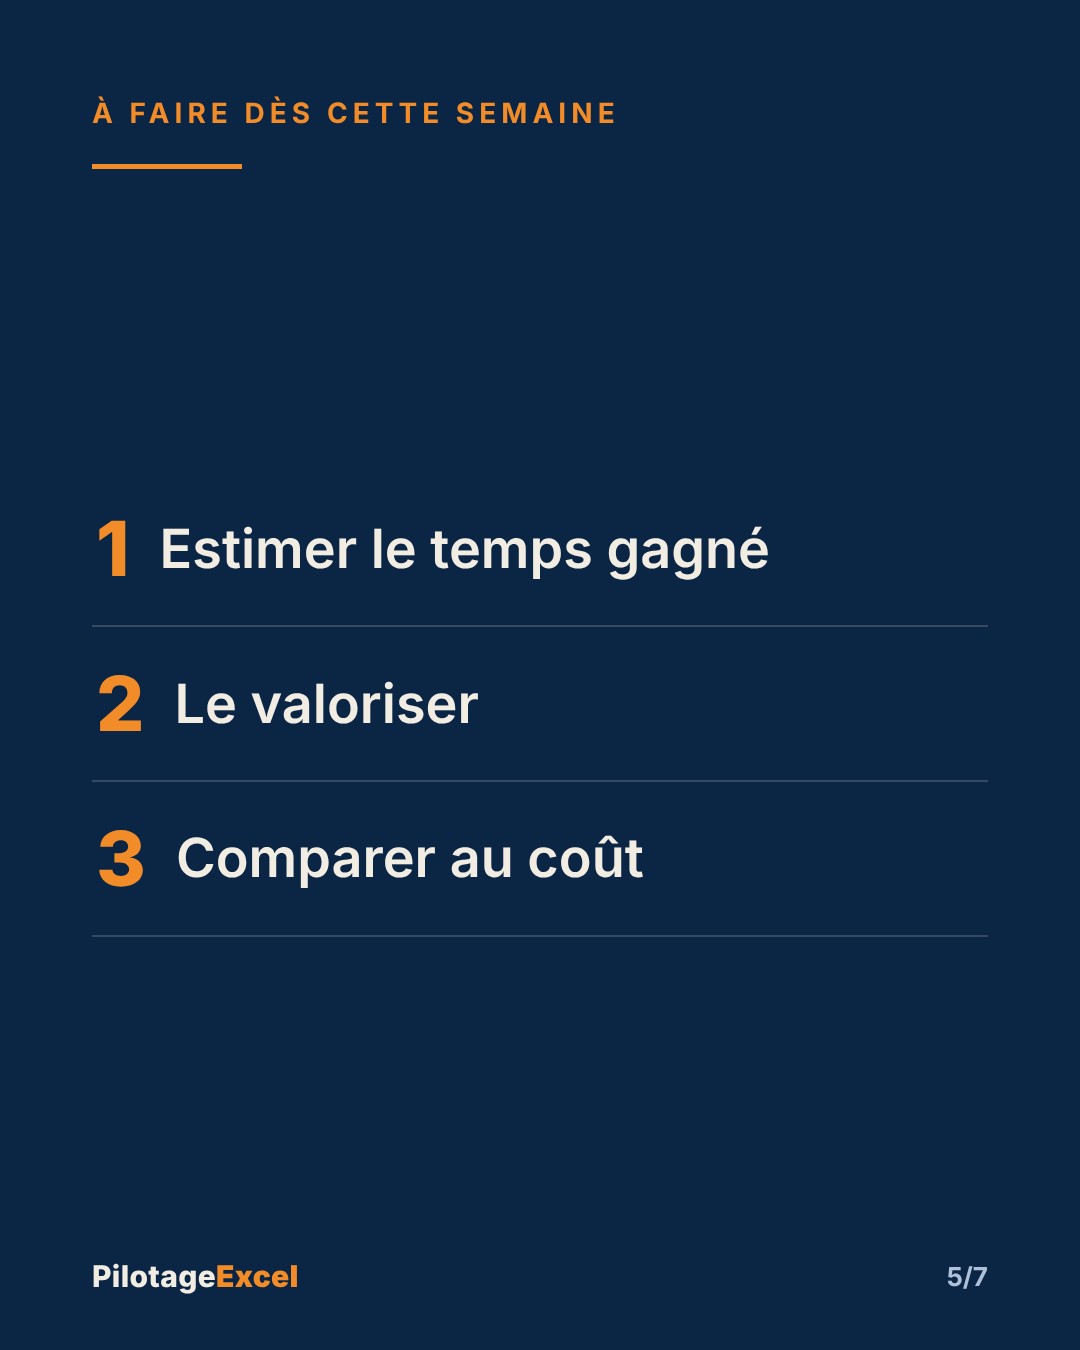 À FAIRE DÈS CETTE SEMAINE
1 Estimer le temps gagné
2 Le valoriser
3 Comparer au coût
PilotageExcel
5/7